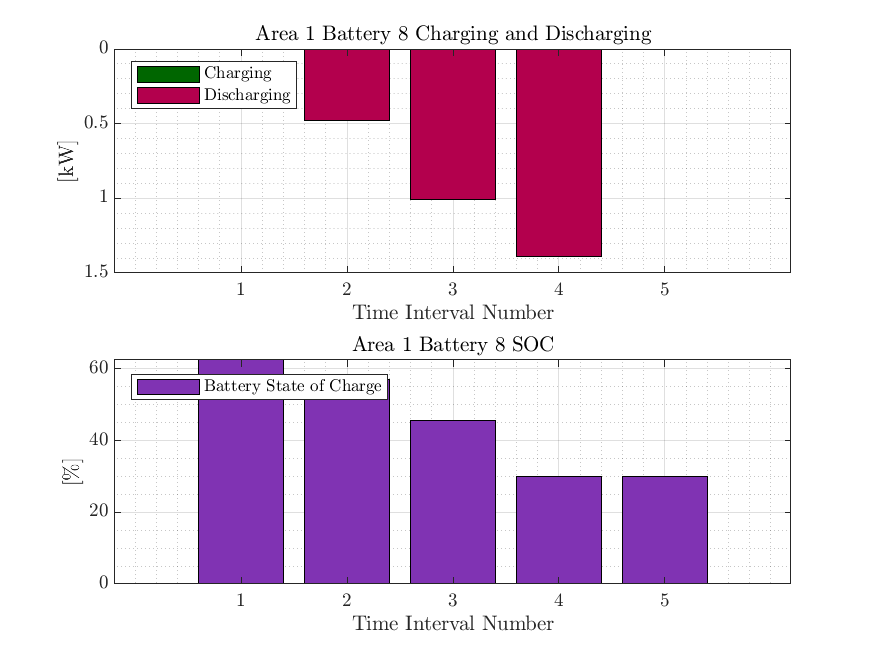 Area 1 Battery 8 Charging and Discharging
0
0.5
1
1.5
[kW]
Charging
Discharging
1 2 3 4 5
Time Interval Number
Area 1 Battery 8 SOC
60
40
20
0
[%]
Battery State of Charge
1 2 3 4 5
Time Interval Number